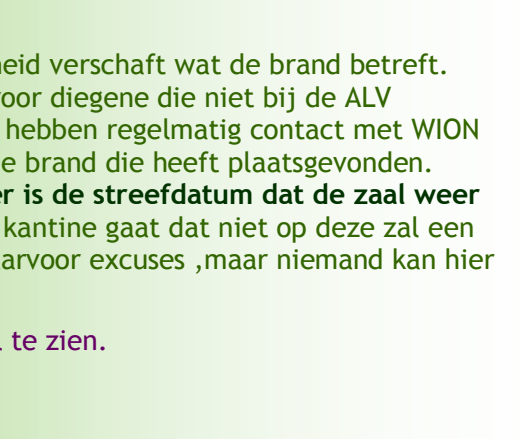 heid verschaft wat de brand betreft.
voor diegene die niet bij de ALV
hebben regelmatig contact met WION
e brand die heeft plaatsgevonden.
er is de streefdatum dat de zaal weer
kantine gaat dat niet op deze zal een
aarvoor excuses ,maar niemand kan hier
te zien.